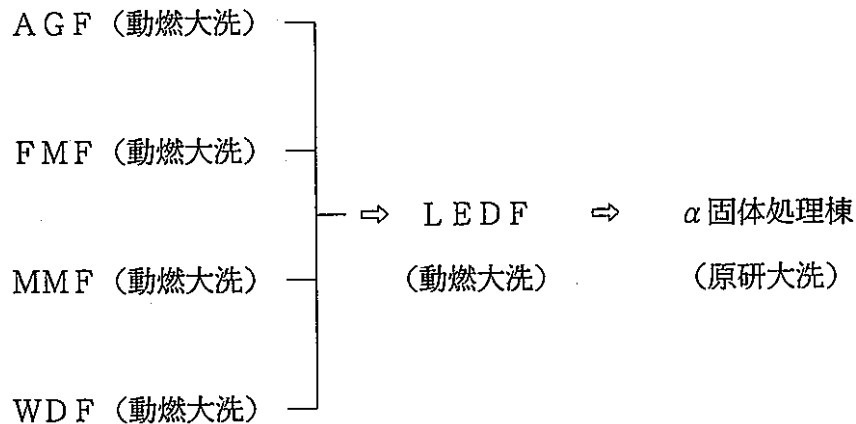 ＡＧＦ（動燃大洗）
ＦＭＦ（動燃大洗）
ＭＭＦ（動燃大洗）
ＷＤＦ（動燃大洗）
⇨ ＬＥＤＦ ⇨ α固体処理棟
（動燃大洗） （原研大洗）